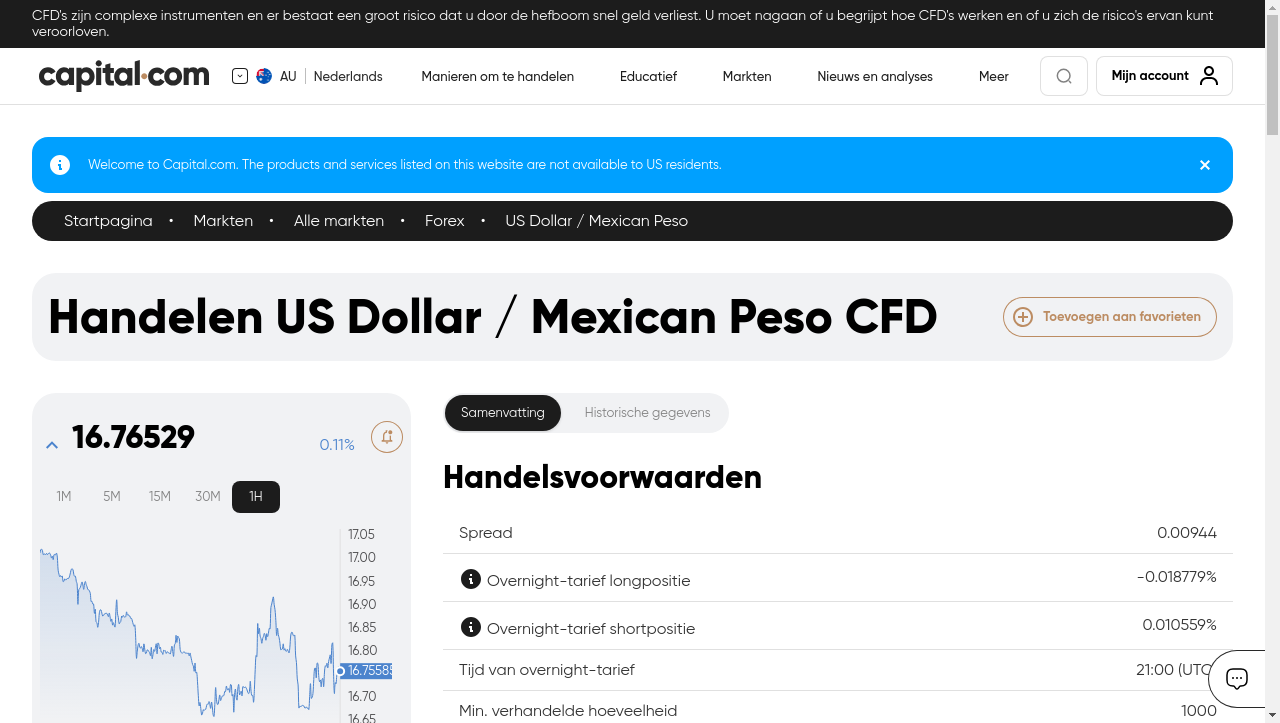 CFD's zijn complexe instrumenten en er bestaat een groot risico dat u door de hefboom snel geld verliest. U moet nagaan of u begrijpt hoe CFD's werken en of u zich de risico's ervan kunt
veroorloven.
capital.com AU Nederlands Manieren om te handelen Educatief Markten Nieuws en analyses Meer Mijn account
Welcome to Capital.com. The products and services listed on this website are not available to US residents.
Startpagina • Markten • Alle markten • Forex • US Dollar / Mexican Peso
Handelen US Dollar / Mexican Peso CFD
Toevoegen aan favorieten
16.76529 0.11%
1M 5M 15M 30M 1H
17.05
17.00
16.95
16.90
16.85
16.80
16.75585
16.70
16.65
Samenvatting Historische gegevens
Handelsvoorwaarden
Spread 0.00944
Overnight-tarief longpositie -0.018779%
Overnight-tarief shortpositie 0.010559%
Tijd van overnight-tarief 21:00 (UTC)
Min. verhandelde hoeveelheid 1000